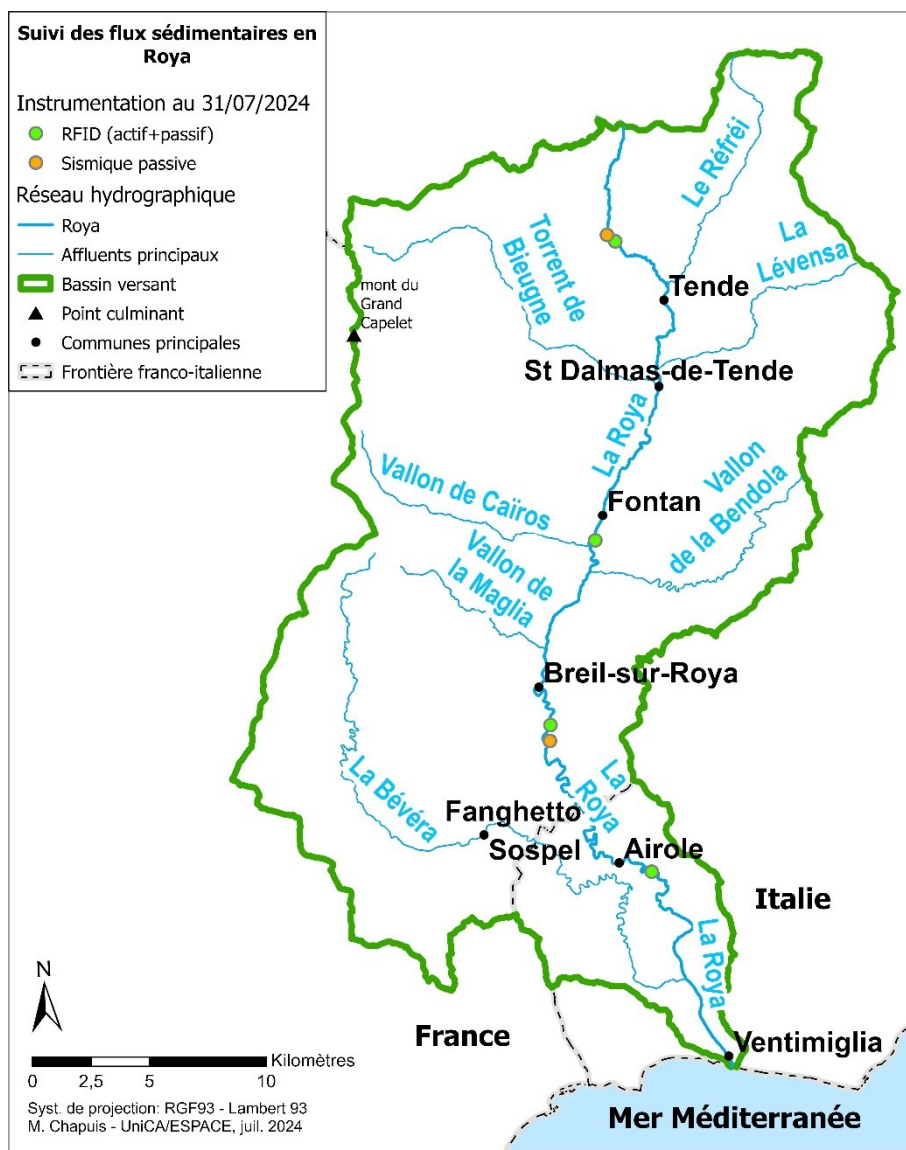 Suivi des flux sédimentaires en
Roya
Instrumentation au 31/07/2024
RFID (actif+passif)
Sismique passive
Réseau hydrographique
Roya
Affluents principaux
Bassin versant
Point culminant
Communes principales
Frontière franco-italienne
mont du
Grand
Capelet
Le Réfréi
Torrent de
Bieugne
La
Lévensa
Tende
St Dalmas-de-Tende
La Roya
Vallon de Caïros
Fontan
Vallon
de la Bendola
Vallon de
la Maglia
Breil-sur-Roya
La Bévéra
La
Roya
Fanghetto
Sospel
Airole
Italie
La Roya
France
Ventimiglia
Mer Méditerranée
N
Kilomètres
0 2,5 5 10
Syst. de projection: RGF93 - Lambert 93
M. Chapuis - UniCA/ESPACE, juil. 2024